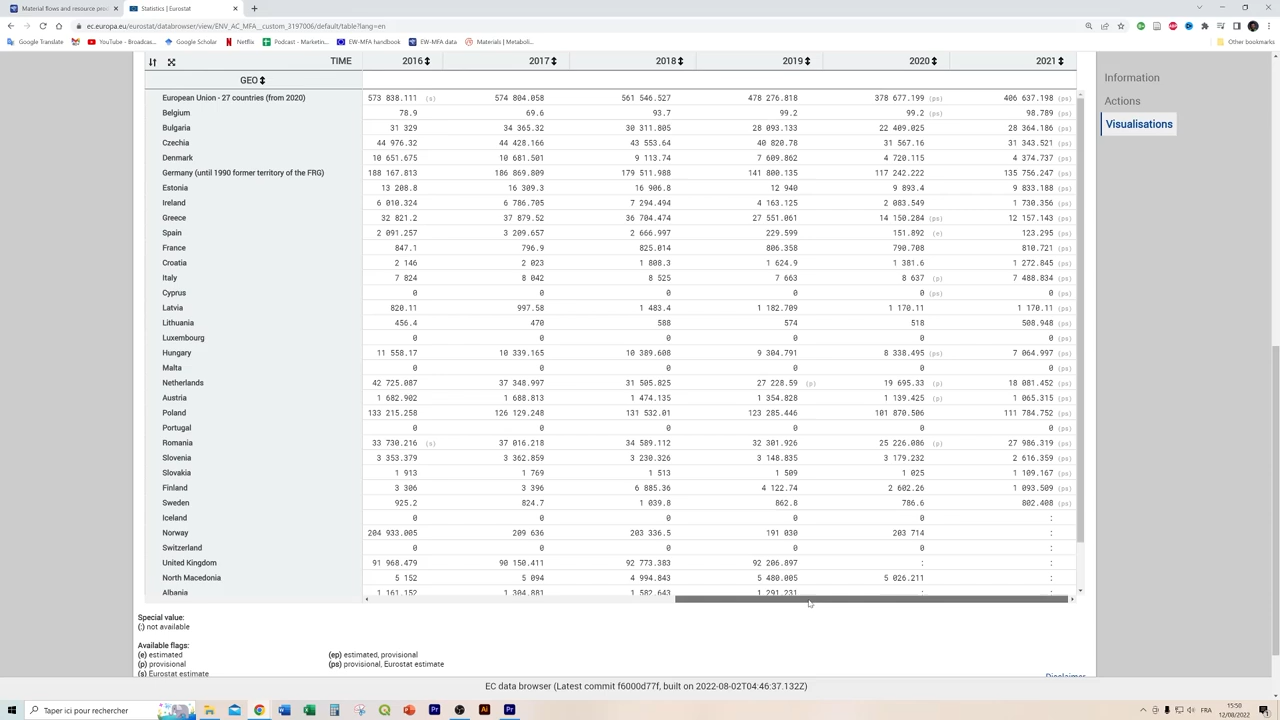 Material flows and resource prod
Statistics | Eurostat
ec.europa.eu/eurostat/databrowser/view/ENV_AC_MFA__custom_3197006/default/table?lang=en
Google Translate YouTube - Broadcas... Google Scholar Netflix Podcast - Marketin... EW-MFA handbook EW-MFA data Materials | Metaboli... Other bookmarks
TIME 2016 2017 2018 2019 2020 2021
GEO
European Union - 27 countries (from 2020) 573 838.111 (s) 574 804.058 561 546.527 478 276.818 378 677.199 (ps) 406 637.198 (ps)
Belgium 78.9 69.6 93.7 99.2 99.2 (ps) 98.789 (ps)
Bulgaria 31 329 34 365.32 30 311.805 28 093.133 22 409.025 28 364.186 (ps)
Czechia 44 976.32 44 428.166 43 553.64 40 820.78 31 567.16 31 343.521 (ps)
Denmark 10 651.675 10 681.501 9 113.74 7 609.862 4 720.115 4 374.737 (ps)
Germany (until 1990 former territory of the FRG) 188 167.813 186 869.809 179 511.988 141 800.135 117 242.222 135 756.247 (ps)
Estonia 13 208.8 16 309.3 16 906.8 12 940 9 893.4 9 833.188 (ps)
Ireland 6 010.324 6 786.705 7 294.494 4 163.125 2 083.549 1 730.356 (ps)
Greece 32 821.2 37 879.52 36 704.474 27 551.061 14 150.284 (ps) 12 157.143 (ps)
Spain 2 091.257 3 209.657 2 666.997 229.599 151.892 (e) 123.295 (ps)
France 847.1 796.9 825.014 806.358 790.708 810.721 (ps)
Croatia 2 146 2 023 1 808.3 1 624.9 1 381.6 1 272.845 (ps)
Italy 7 824 8 042 8 525 7 663 8 637 (p) 7 488.834 (ps)
Cyprus 0 0 0 0 0 (ps) 0 (ps)
Latvia 820.11 997.58 1 483.4 1 182.709 170.11 1 170.11 (ps)
Lithuania 456.4 470 588 574 518 508.948 (ps)
Luxembourg 0 0 0 0 0 0 (ps)
Hungary 11 558.17 10 339.165 10 389.608 9 304.791 8 338.495 (ps) 7 064.997 (ps)
Malta 0 0 0 0 0 0 (ps)
Netherlands 42 725.087 37 348.997 31 505.825 27 228.59 (p) 19 695.33 (p) 18 081.452 (ps)
Austria 1 682.902 1 688.813 1 474.135 1 354.828 1 139.425 (p) 1 065.315 (ps)
Poland 133 215.258 126 129.248 131 532.01 123 285.446 101 870.506 111 784.752 (ps)
Portugal 0 0 0 0 0 0 (ps)
Romania 33 730.216 (s) 37 016.218 34 589.112 32 301.926 25 226.086 (p) 27 986.319 (ps)
Slovenia 3 353.379 3 362.859 3 230.326 3 148.835 3 179.232 2 616.359 (ps)
Slovakia 1 913 1 769 1 513 1 509 1 025 1 109.167 (ps)
Finland 3 306 3 396 6 885.36 4 122.74 2 602.26 1 093.509 (ps)
Sweden 925.2 824.7 1 039.8 862.8 786.6 802.408 (ps)
Iceland 0 0 0 0 0 :
Norway 204 933.005 209 636 203 336.5 191 030 203 714 :
Switzerland 0 0 0 0 0 :
United Kingdom 91 968.479 90 150.411 92 773.383 92 206.897 : :
North Macedonia 5 152 5 094 4 994.843 5 480.005 5 026.211 :
Albania 1 161.152 1 304.881 1 582.643 1 291.231 : :
Information
Actions
Visualisations
Special value:
(:) not available
Available flags:
(e) estimated (ep) estimated, provisional
(p) provisional (ps) provisional, Eurostat estimate
(s) Eurostat estimate
Disclaimer
EC data browser (Latest commit f6000d77f, built on 2022-08-02T04:46:37.132Z)
Taper ici pour rechercher
FRA
15:50
12/08/2022